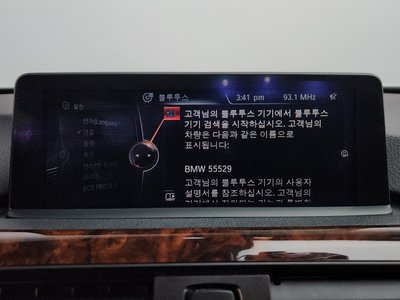 블루투스
3:41 pm
93.1 MHz
설정
언어(Language
연결
ECO PRO
고객님의 블루투스 기기에서 블루투스
기기 검색을 시작하십시오. 고객님의
차량은 다음과 같은 이름으로
표시됩니다:
BMW 55529
고객님의 블루투스 기기의 사용자
설명서를 참조하십시오. 고객님의